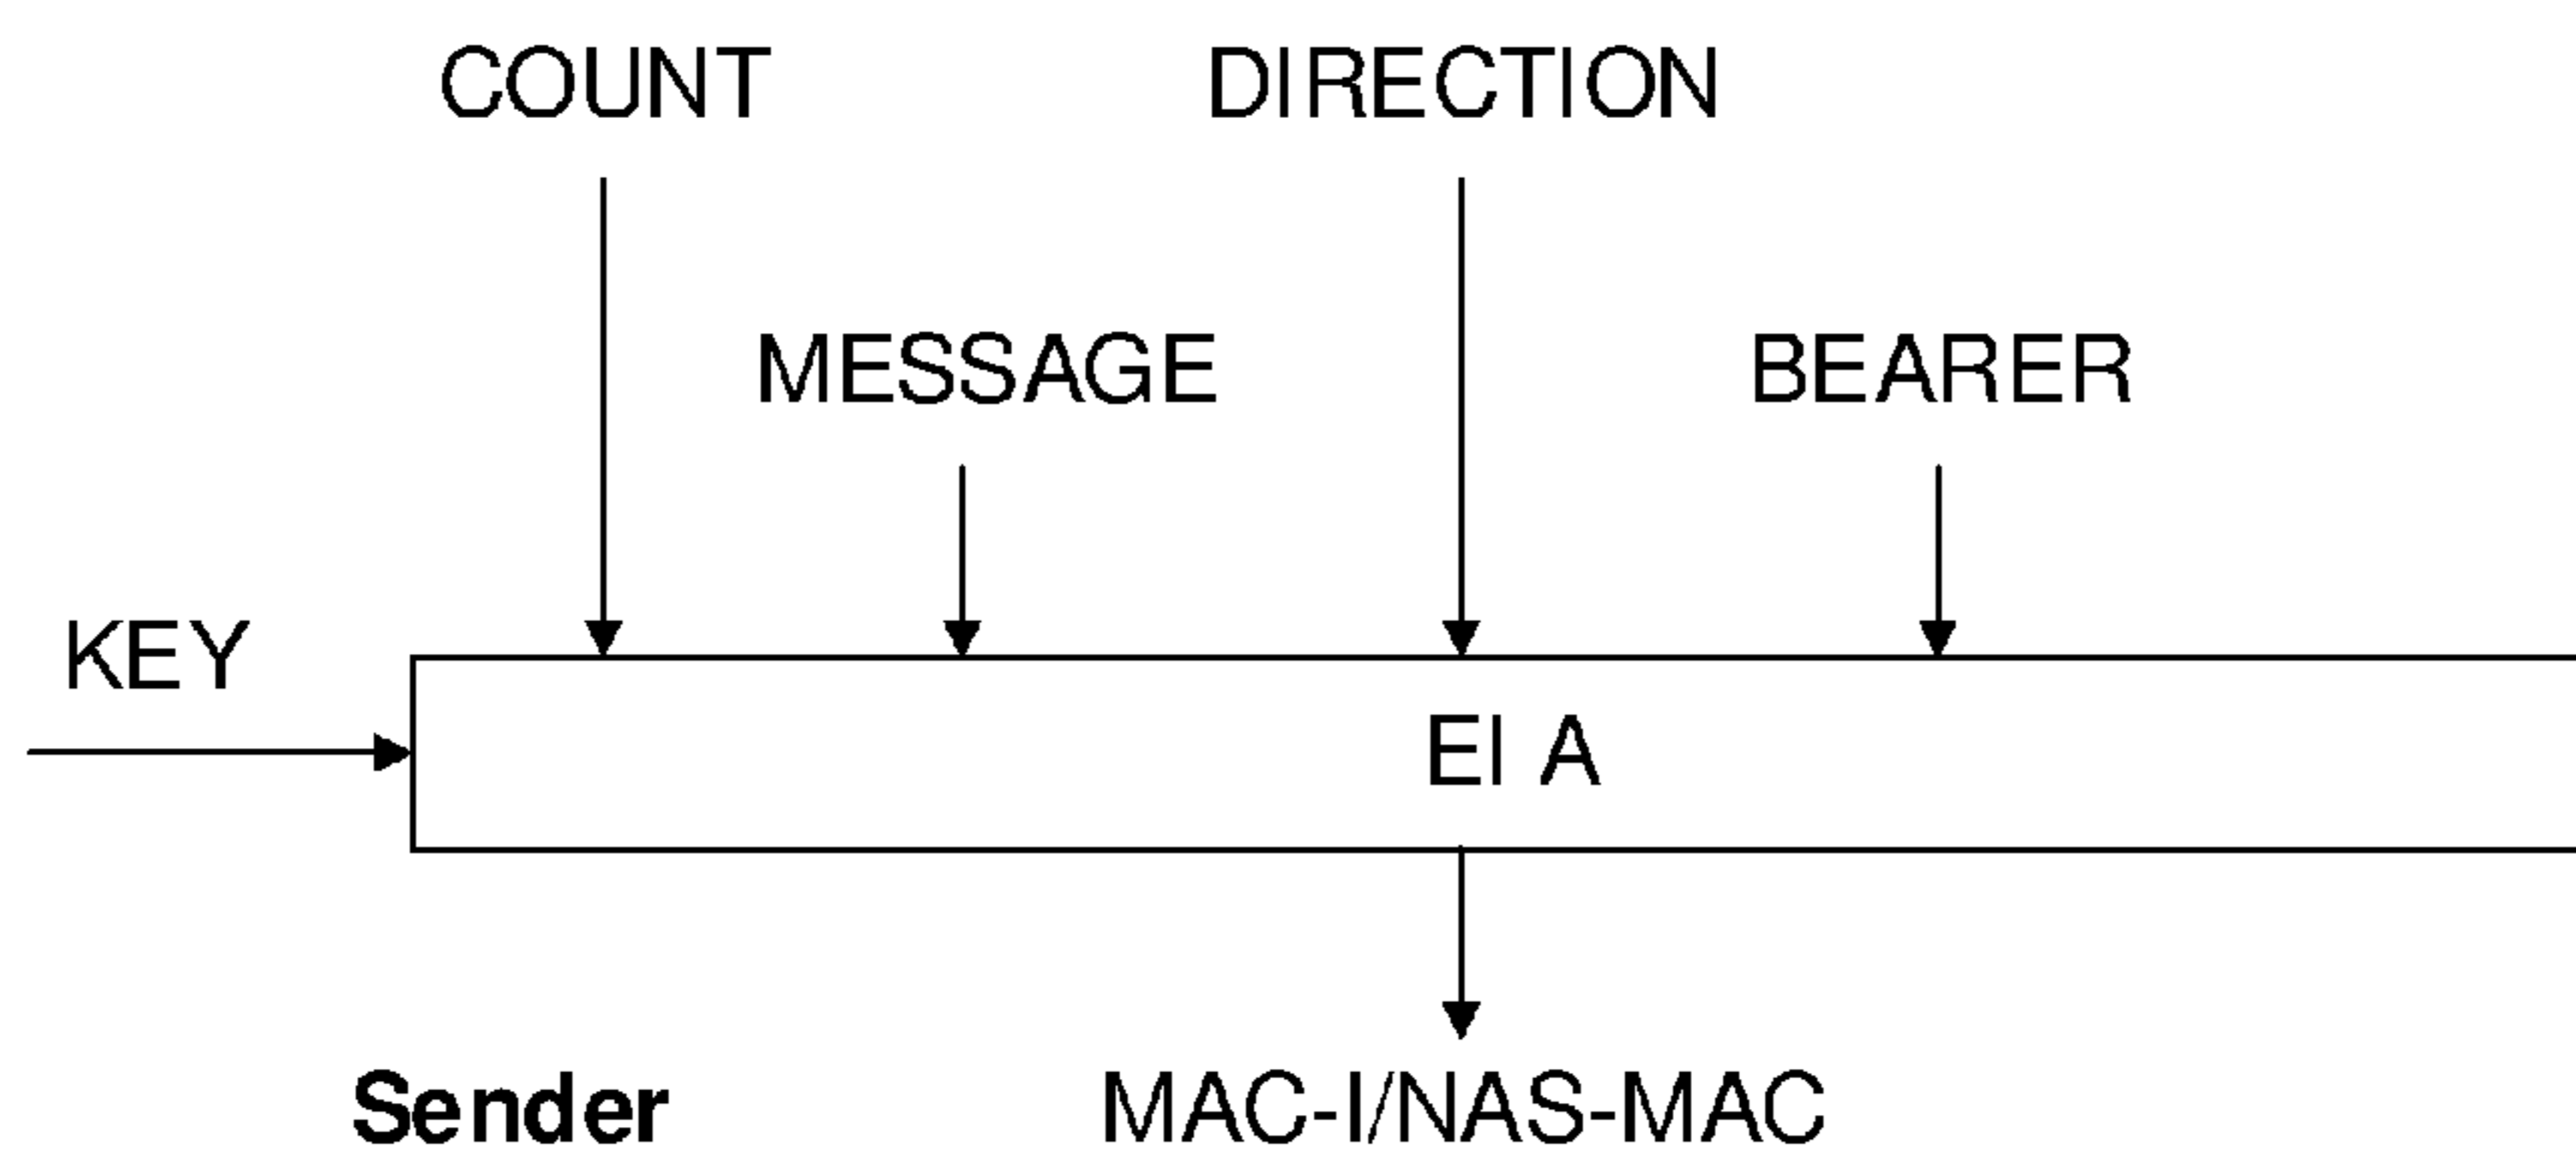 COUNT DIRECTION
MESSAGE BEARER
KEY
EI A
Sender MAC-I/NAS-MAC